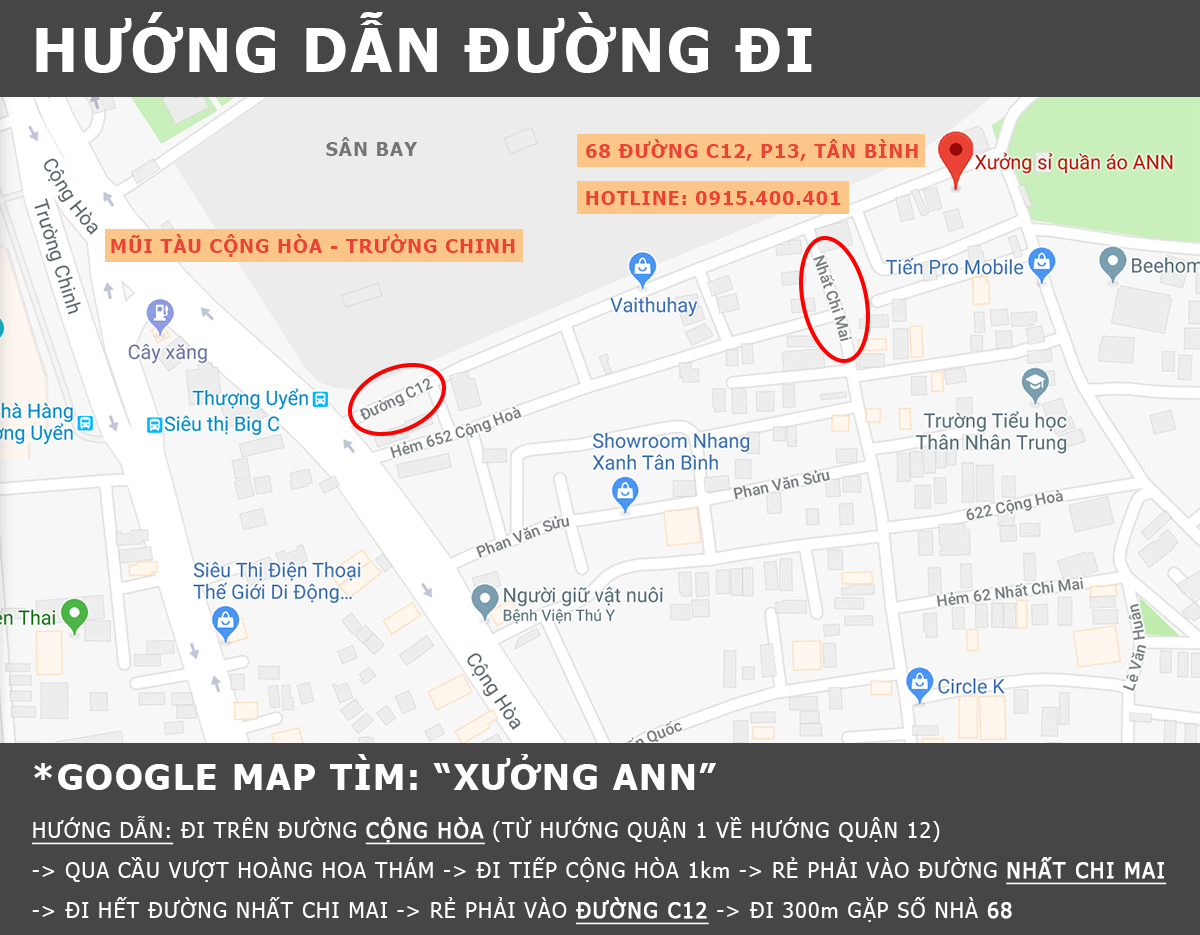 HƯỚNG DẪN ĐƯỜNG ĐI
SÂN BAY
68 ĐƯỜNG C12, P13, TÂN BÌNH
Xưởng sỉ quần áo ANN
HOTLINE: 0915.400.401
Cộng Hòa
Trường Chinh
MŨI TÀU CỘNG HÒA - TRƯỜNG CHINH
Nhất Chi Mai
Tiến Pro Mobile
Beehom
Vaithuhay
Cây xăng
Đường C12
Thượng Uyển
Siêu thị Big C
hà Hàng
ng Uyển
Hẻm 652 Cộng Hoà
Trường Tiểu học
Thân Nhân Trung
Showroom Nhang
Xanh Tân Bình
Phan Văn Sửu
622 Cộng Hoà
Phan Văn Sửu
Siêu Thị Điện Thoại
Thế Giới Di Động...
Người giữ vật nuôi
Bệnh Viện Thú Y
Hẻm 62 Nhất Chi Mai
n Thai
Lê Văn Huân
Cộng Hòa
Circle K
Quốc
*GOOGLE MAP TÌM: “XƯỞNG ANN”
HƯỚNG DẪN: ĐI TRÊN ĐƯỜNG CỘNG HÒA (TỪ HƯỚNG QUẬN 1 VỀ HƯỚNG QUẬN 12)
-> QUA CẦU VƯỢT HOÀNG HOA THÁM -> ĐI TIẾP CỘNG HÒA 1km -> RẺ PHẢI VÀO ĐƯỜNG NHẤT CHI MAI
-> ĐI HẾT ĐƯỜNG NHẤT CHI MAI -> RẺ PHẢI VÀO ĐƯỜNG C12 -> ĐI 300m GẶP SỐ NHÀ 68